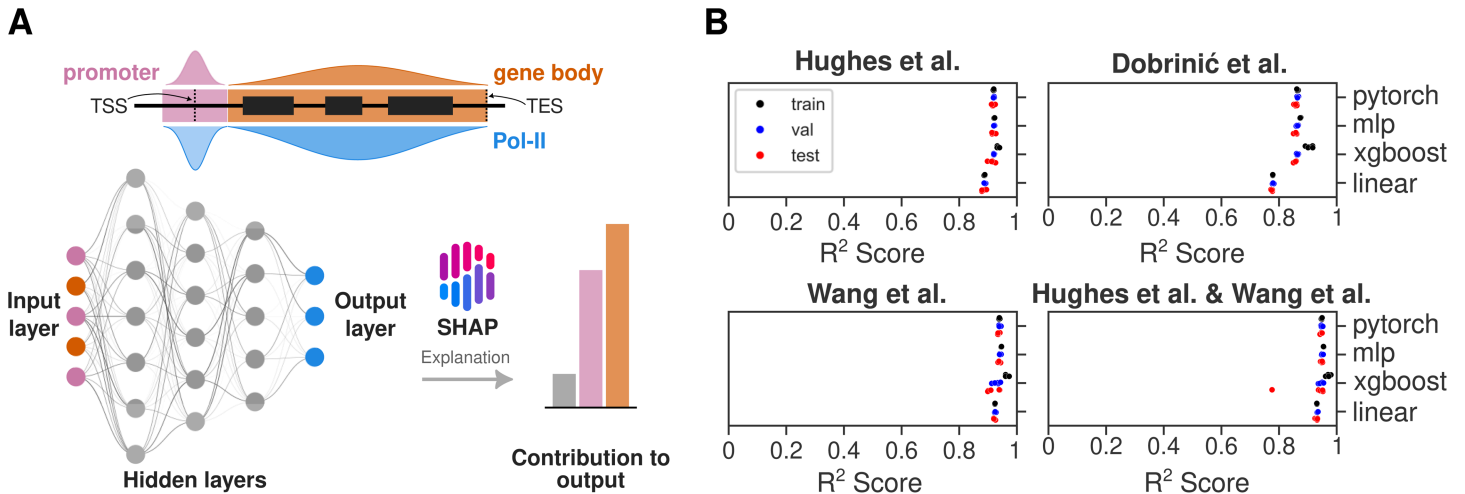 A
promoter
gene body
TSS
TES
Pol-II
Input
layer
Output
layer
SHAP
Explanation
Hidden layers
Contribution to
output
B
Hughes et al.
train
val
test
0 0.2 0.4 0.6 0.8 1
R² Score
Dobrinić et al.
pytorch
mlp
xgboost
linear
0 0.2 0.4 0.6 0.8 1
R² Score
Wang et al.
0 0.2 0.4 0.6 0.8 1
R² Score
Hughes et al. & Wang et al.
pytorch
mlp
xgboost
linear
0 0.2 0.4 0.6 0.8 1
R² Score